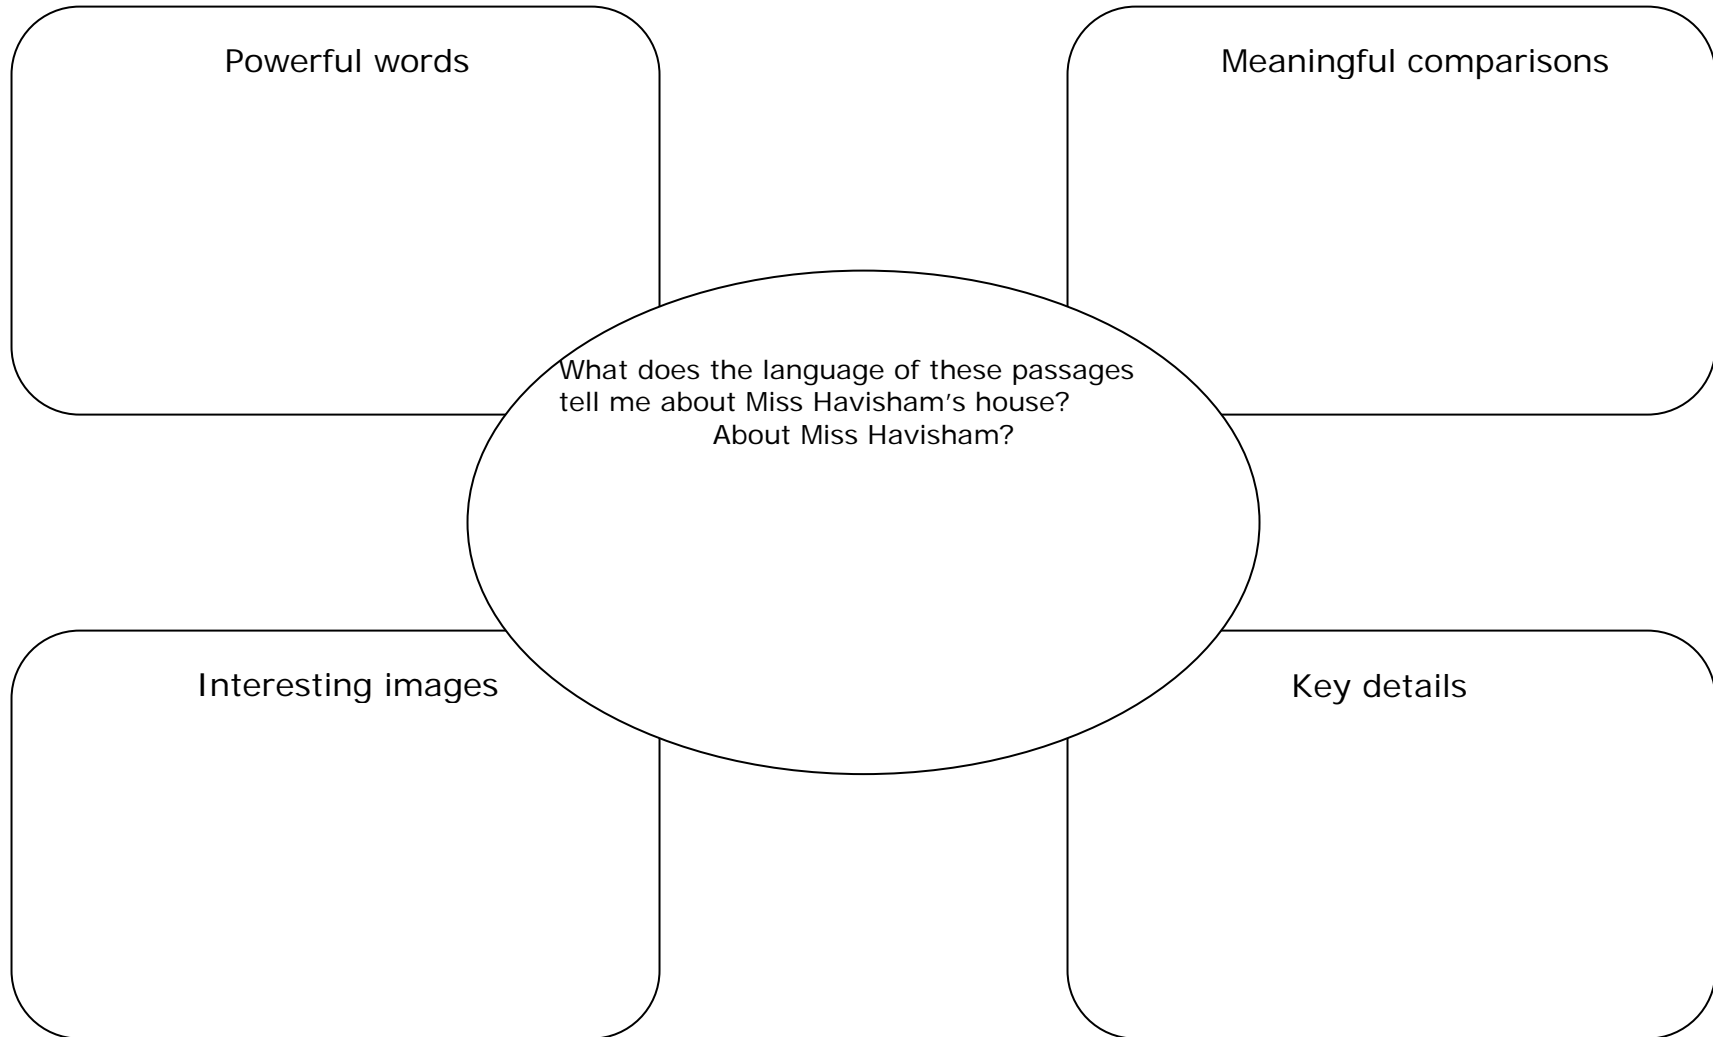 Powerful words
Meaningful comparisons
What does the language of these passages
tell me about Miss Havisham’s house?
About Miss Havisham?
Interesting images
Key details